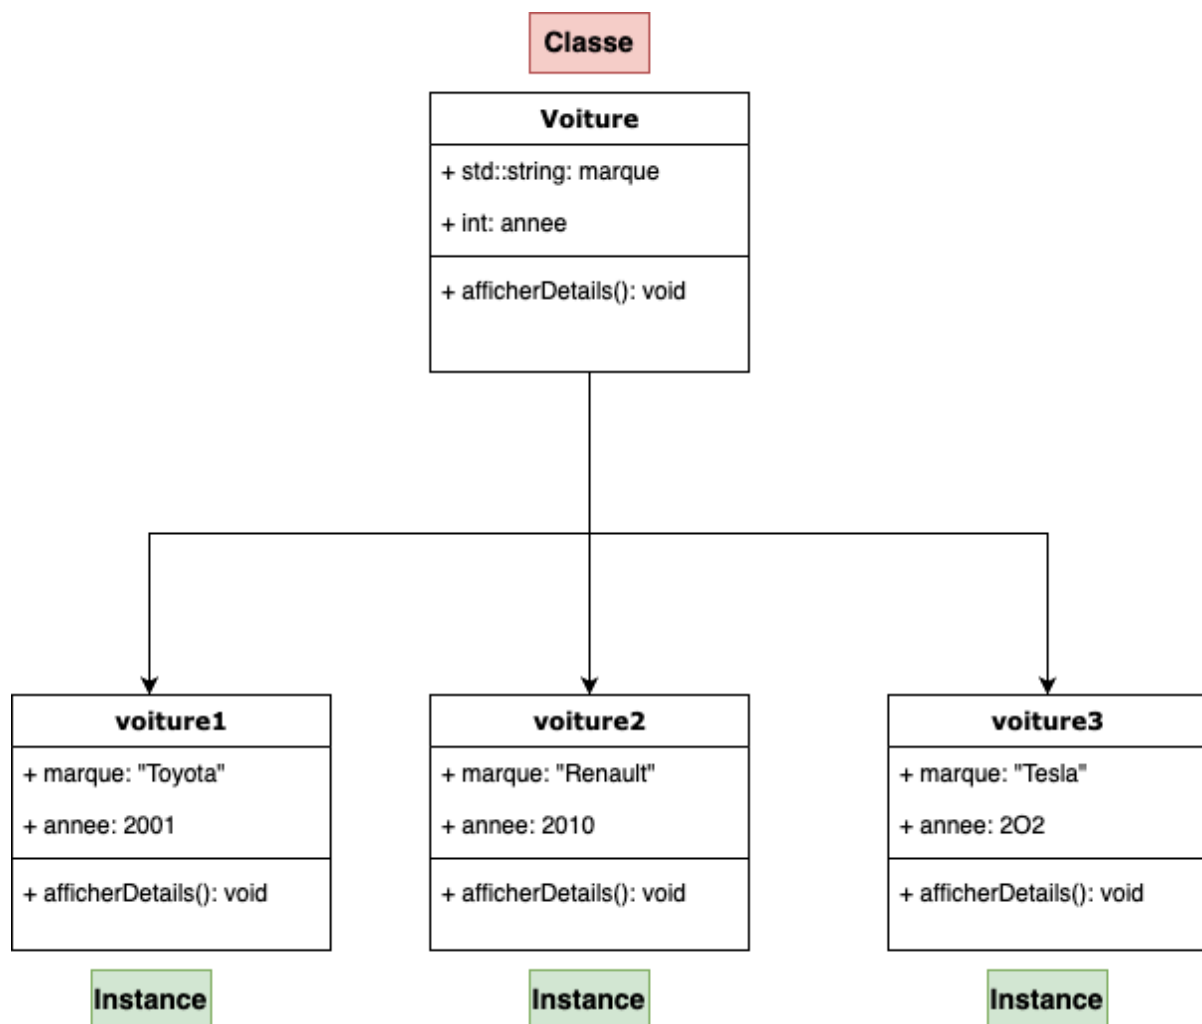 Classe
Voiture
+ std::string: marque
+ int: annee
+ afficherDetails(): void
voiture1
+ marque: "Toyota"
+ annee: 2001
+ afficherDetails(): void
Instance
voiture2
+ marque: "Renault"
+ annee: 2010
+ afficherDetails(): void
Instance
voiture3
+ marque: "Tesla"
+ annee: 2O2
+ afficherDetails(): void
Instance